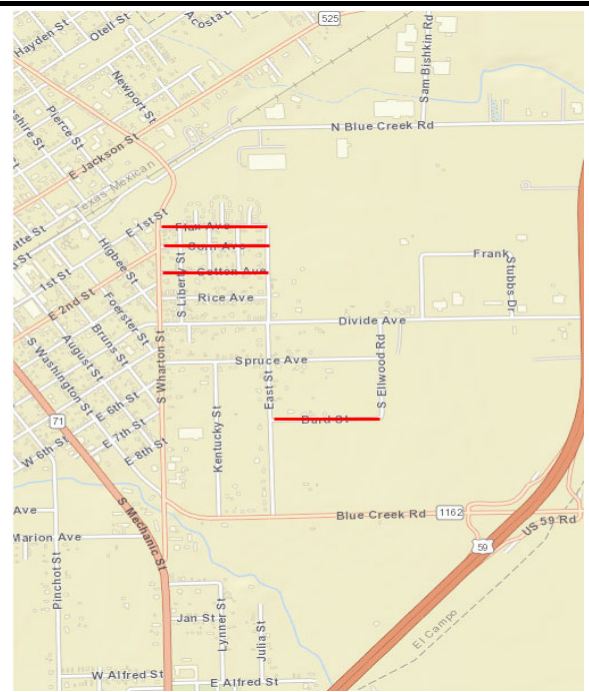 525
Hayden St
Otell St
Acosta L
Sam Bishkin Rd
Newport St
Pierce St
N Blue Creek Rd
E Jackson St
Texas Mexican
E 1st St
Flax Ave
Higbee St
Cotton Ave
1st St
S Liberty St
Rice Ave
Frank
Stubbs Dr
E 2nd St
Foerster St
Divide Ave
Bruns St
August St
S Washington St
S Wharton St
Spruce Ave
S Ellwood Rd
East St
E 6th St
Kentucky St
71
E 7th St
W 6th St
E 8th St
Blue Creek Rd
1162
Ave
S Mechanic St
US 59 Rd
Marion Ave
59
Pinchot St
Jan St
Lynner St
Julia St
El Campo
W Alfred St
E Alfred St